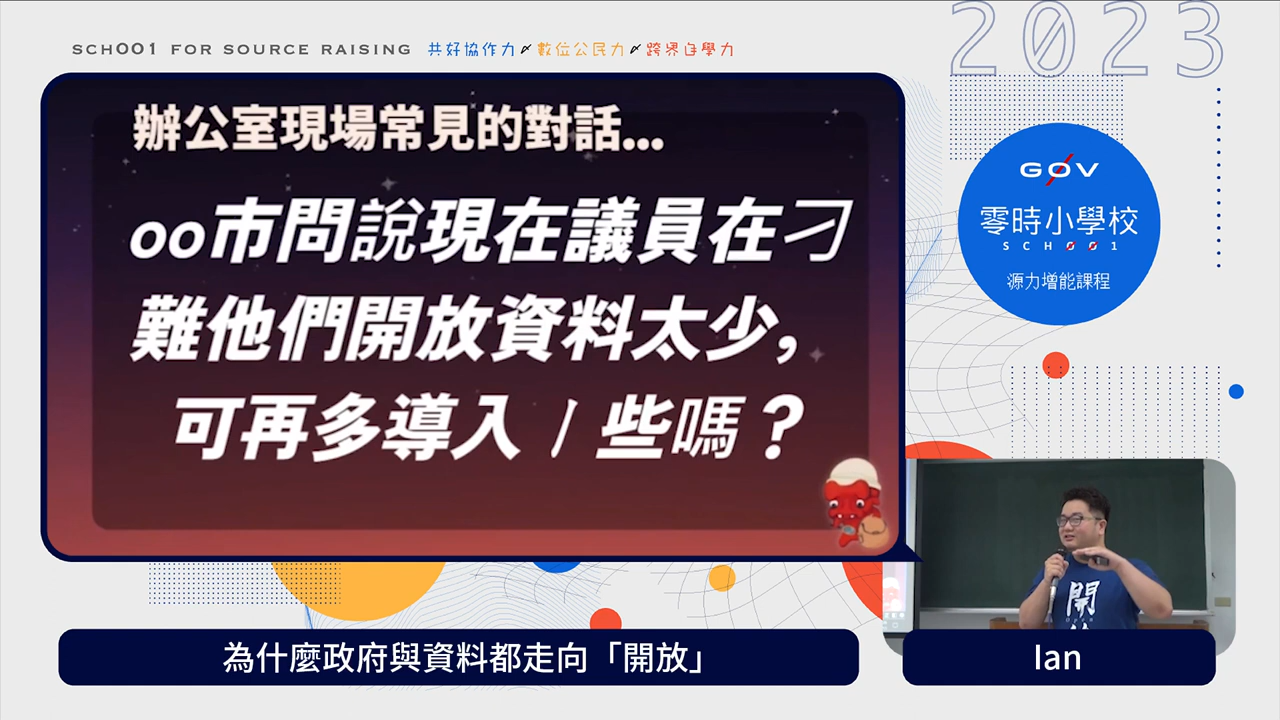 SCH001 FOR SOURCE RAISING 共好協作力 數位公民力 跨界自學力
2023
辦公室現場常見的對話...
oo市問說現在議員在刁
難他們開放資料太少，
可再多導入/些嗎？
GOV
零時小學校
SCH001
源力增能課程
開
為什麼政府與資料都走向「開放」
Ian